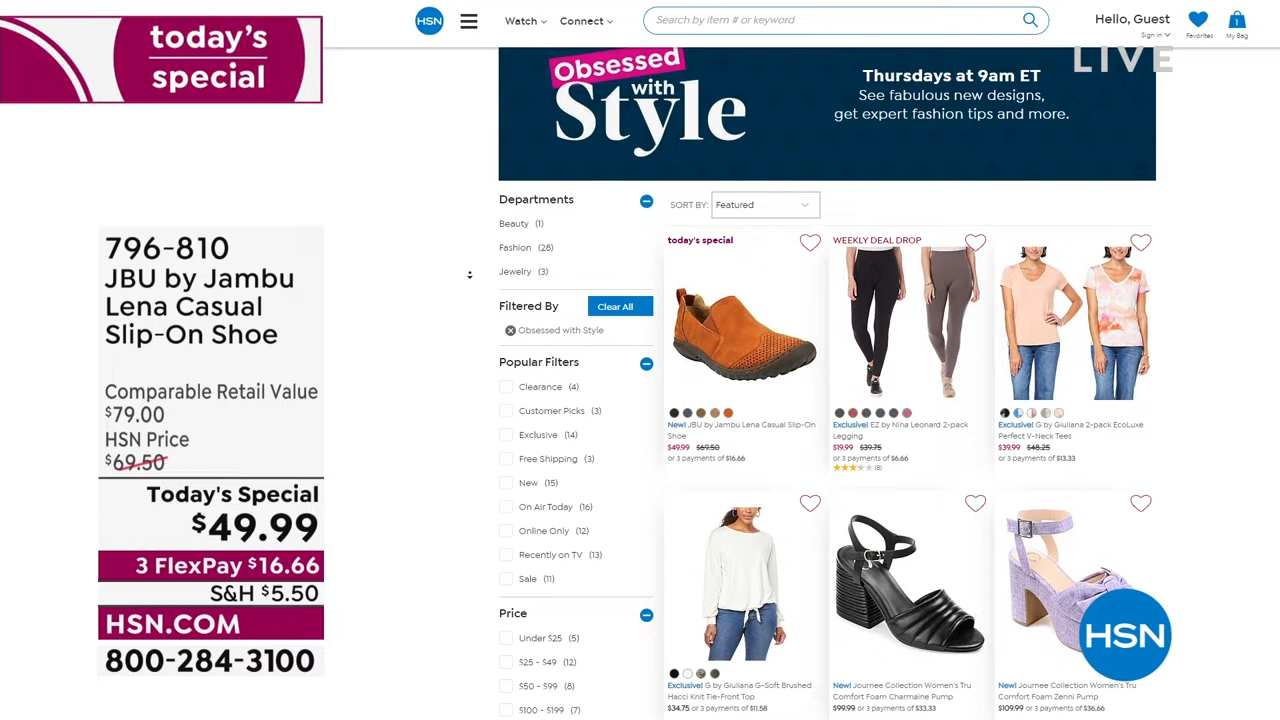 today's
special
796-810
JBU by Jambu
Lena Casual
Slip-On Shoe
Comparable Retail Value
$79.00
HSN Price
$69.50
Today's Special
$49.99
3 FlexPay $16.66
S&H $5.50
HSN.COM
800-284-3100
HSN
Watch
Connect
Search by item # or keyword
Hello, Guest
Sign in
Favorites
1
My Bag
LIVE
Obsessed
with
Style
Thursdays at 9am ET
See fabulous new designs,
get expert fashion tips and more.
Departments
Beauty (1)
Fashion (28)
Jewelry (3)
Filtered By
Clear All
Obsessed with Style
Popular Filters
Clearance (4)
Customer Picks (3)
Exclusive (14)
Free Shipping (3)
New (15)
On Air Today (16)
Online Only (12)
Recently on TV (13)
Sale (11)
Price
Under $25 (5)
$25 - $49 (12)
$50 - $99 (8)
$100 - $199 (7)
SORT BY: Featured
today's special
New! JBU by Jambu Lena Casual Slip-On
Shoe
$49.99 $69.50
or 3 payments of $16.66
WEEKLY DEAL DROP
Exclusive! EZ by Nina Leonard 2-pack
Legging
$19.99 $39.75
or 3 payments of $6.66
(8)
Exclusive! G by Giuliana 2-pack EcoLuxe
Perfect V-Neck Tees
$39.99 $48.25
or 3 payments of $13.33
Exclusive! G by Giuliana G-Soft Brushed
Hacci Knit Tie-Front Top
$34.75 or 3 payments of $11.58
New! Journee Collection Women's Tru
Comfort Foam Charmaine Pump
$99.99 or 3 payments of $33.33
New! Journee Collection Women's Tru
Comfort Foam Zenni Pump
$109.99 or 3 payments of $36.66
HSN